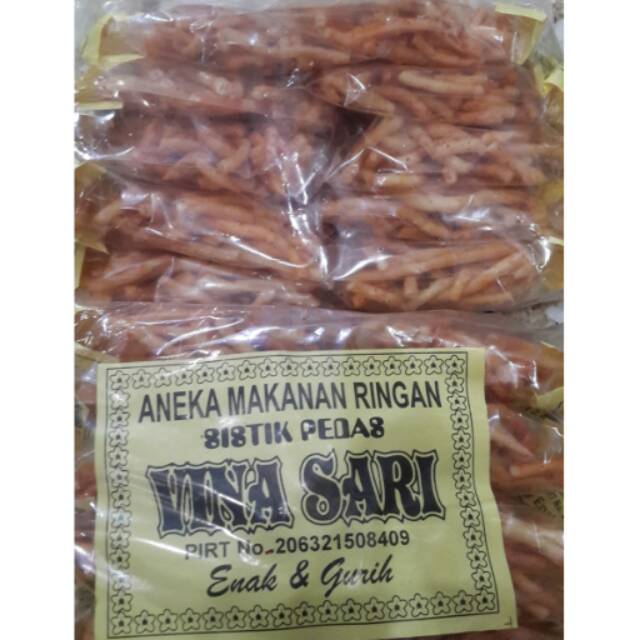 ANEKA MAKANAN RINGAN
SISTIK PEDAS
VINA SARI
PIRT No. 206321508409
Enak & Gurih